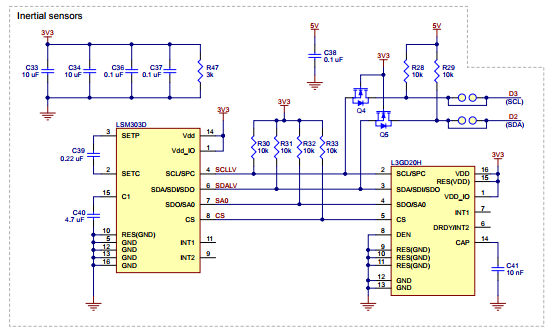 Inertial sensors
3V3
C33
10 uF
C34
10 uF
C36
0.1 uF
C37
0.1 uF
R47
3k
5V
C38
0.1 uF
3V3
5V
R28
10k
R29
10k
Q4
Q5
D3
(SCL)
D2
(SDA)
LSM303D
3 SETP
2 SETC
15 C1
10 RES(GND)
5 GND
12 GND
13 GND
16 GND
Vdd 14
Vdd_IO 1
SCL/SPC 4
SDA/SDI/SDO 6
SDO/SA0 7
CS 8
INT1 11
INT2 9
C39
0.22 uF
C40
4.7 uF
3V3
3V3
R30
10k
R31
10k
R32
10k
R33
10k
SCLLV
SDALV
SA0
CS
L3GD20H
2 SCL/SPC
3 SDA/SDI/SDO
4 SDO/SA0
5 CS
8 DEN
9 RES(GND)
10 RES(GND)
11 RES(GND)
12 GND
13 GND
VDD 16
RES(VDD) 15
VDD_IO 1
INT1 7
DRDY/INT2 6
CAP 14
3V3
C41
10 nF